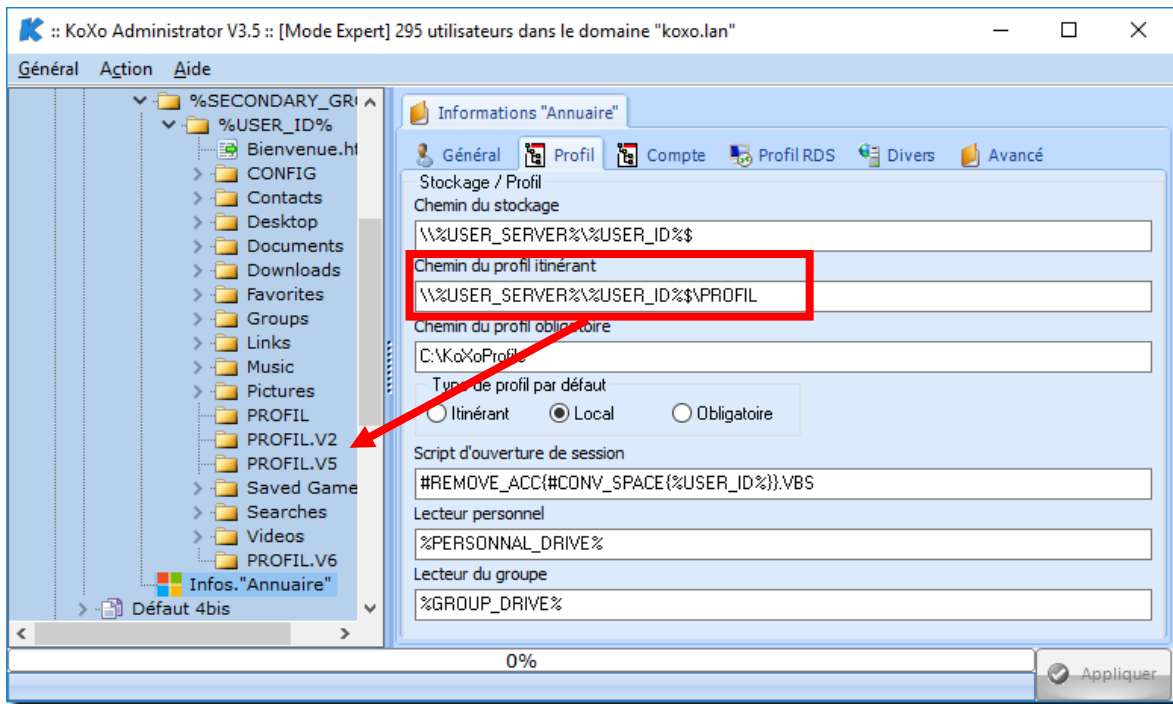 :: KoXo Administrator V3.5 :: [Mode Expert] 295 utilisateurs dans le domaine "koxo.lan"
Général Action Aide
%SECONDARY_GR
%USER_ID%
Bienvenue.ht
CONFIG
Contacts
Desktop
Documents
Downloads
Favorites
Groups
Links
Music
Pictures
PROFIL
PROFIL.V2
PROFIL.V5
Saved Game
Searches
Videos
PROFIL.V6
Infos."Annuaire"
Défaut 4bis
Informations "Annuaire"
Général Profil Compte Profil RDS Divers Avancé
Stockage / Profil
Chemin du stockage
\\%USER_SERVER%\%USER_ID%$
Chemin du profil itinérant
\\%USER_SERVER%\%USER_ID%$\PROFIL
Chemin du profil obligatoire
C:\KoXoProfile
Type de profil par défaut
Itinérant Local Obligatoire
Script d'ouverture de session
#REMOVE_ACC{#CONV_SPACE{%USER_ID%}}.VBS
Lecteur personnel
%PERSONNAL_DRIVE%
Lecteur du groupe
%GROUP_DRIVE%
0%
Appliquer